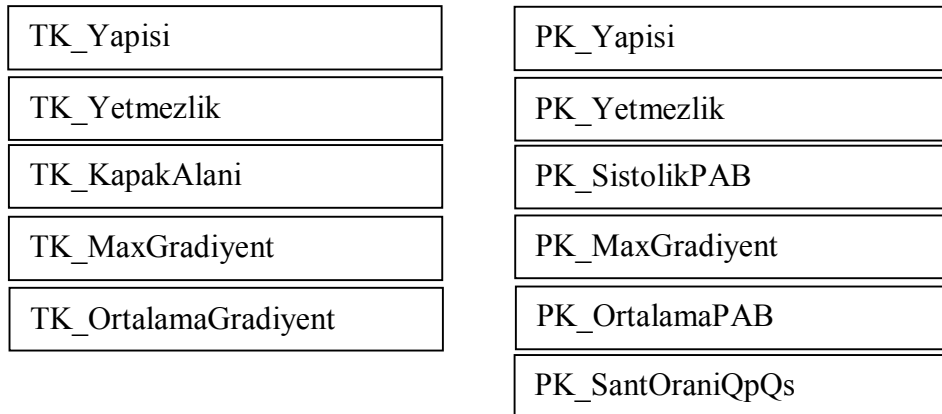 TK_Yapisi
TK_Yetmezlik
TK_KapakAlani
TK_MaxGradiyent
TK_OrtalamaGradiyent
PK_Yapisi
PK_Yetmezlik
PK_SistolikPAB
PK_MaxGradiyent
PK_OrtalamaPAB
PK_SantOraniQpQs